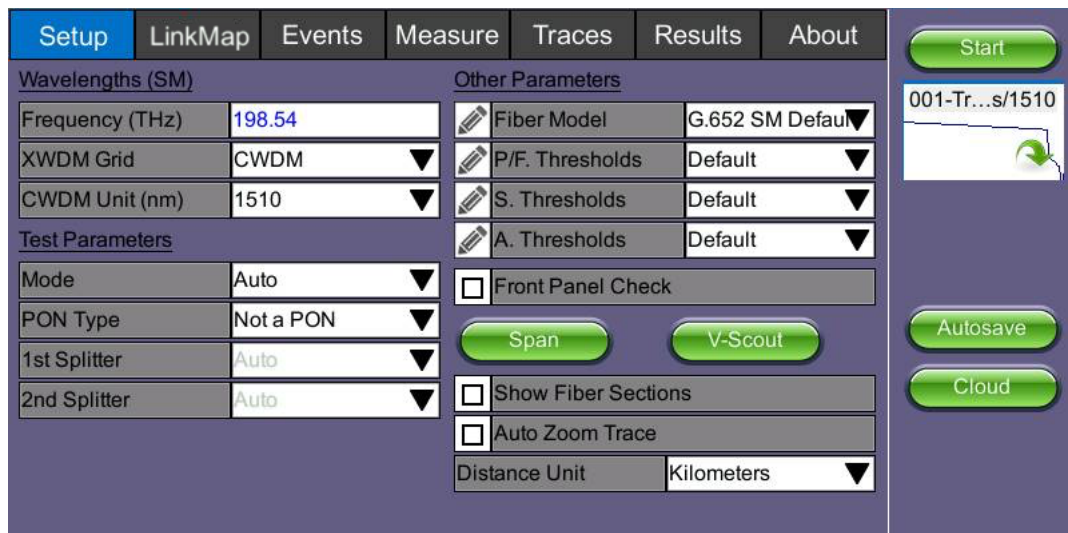 Setup LinkMap Events Measure Traces Results About
Start
Wavelengths (SM)
Frequency (THz) 198.54
XWDM Grid CWDM
CWDM Unit (nm) 1510
Test Parameters
Mode Auto
PON Type Not a PON
1st Splitter Auto
2nd Splitter Auto
Other Parameters
Fiber Model G.652 SM Defaul
P/F. Thresholds Default
S. Thresholds Default
A. Thresholds Default
Front Panel Check
Span V-Scout
Show Fiber Sections
Auto Zoom Trace
Distance Unit Kilometers
001-Tr...s/1510
Autosave
Cloud